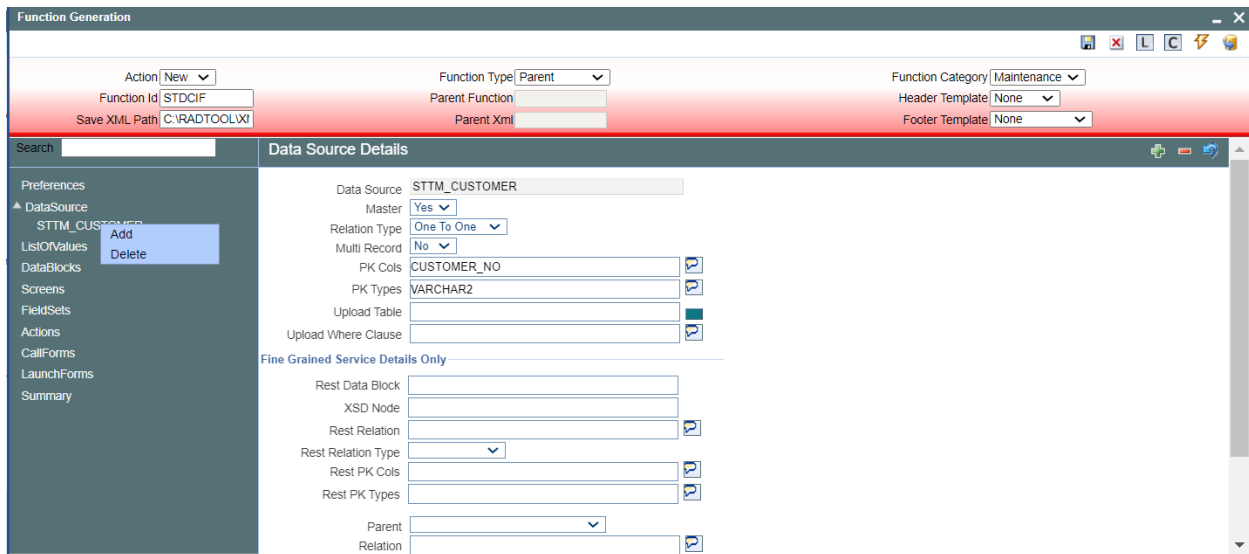 Function Generation
L C
Action New Function Type Parent Function Category Maintenance
Function Id STDCIF Parent Function Header Template None
Save XML Path C:\RADTOOL\XI Parent Xml Footer Template None
Search Data Source Details
Preferences
DataSource
STTM_CUSTOMER
Add
Delete
ListOfValues
DataBlocks
Screens
FieldSets
Actions
CallForms
LaunchForms
Summary
Data Source STTM_CUSTOMER
Master Yes
Relation Type One To One
Multi Record No
PK Cols CUSTOMER_NO
PK Types VARCHAR2
Upload Table
Upload Where Clause
Fine Grained Service Details Only
Rest Data Block
XSD Node
Rest Relation
Rest Relation Type
Rest PK Cols
Rest PK Types
Parent
Relation